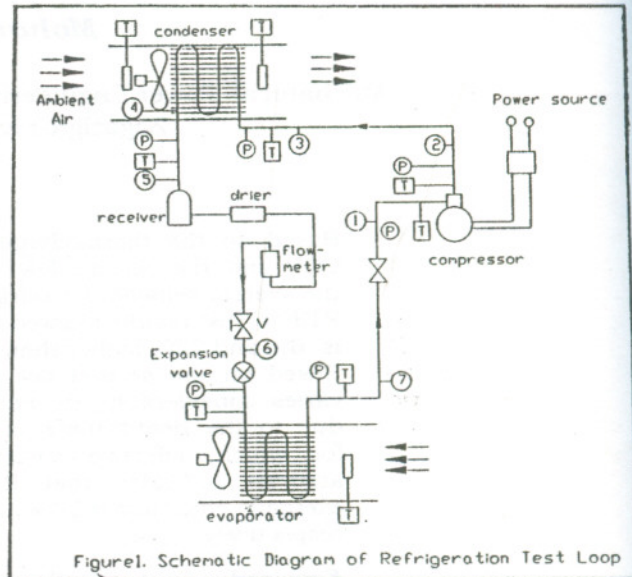 T
condenser
T
Ambient
Air
4
Power source
P
T
5
P
T
3
2
P
T
receiver
drier
1
P
T
compressor
flow-
meter
V
6
Expansion
valve
P
T
P
T
7
evaporator
T
Figure1. Schematic Diagram of Refrigeration Test Loop